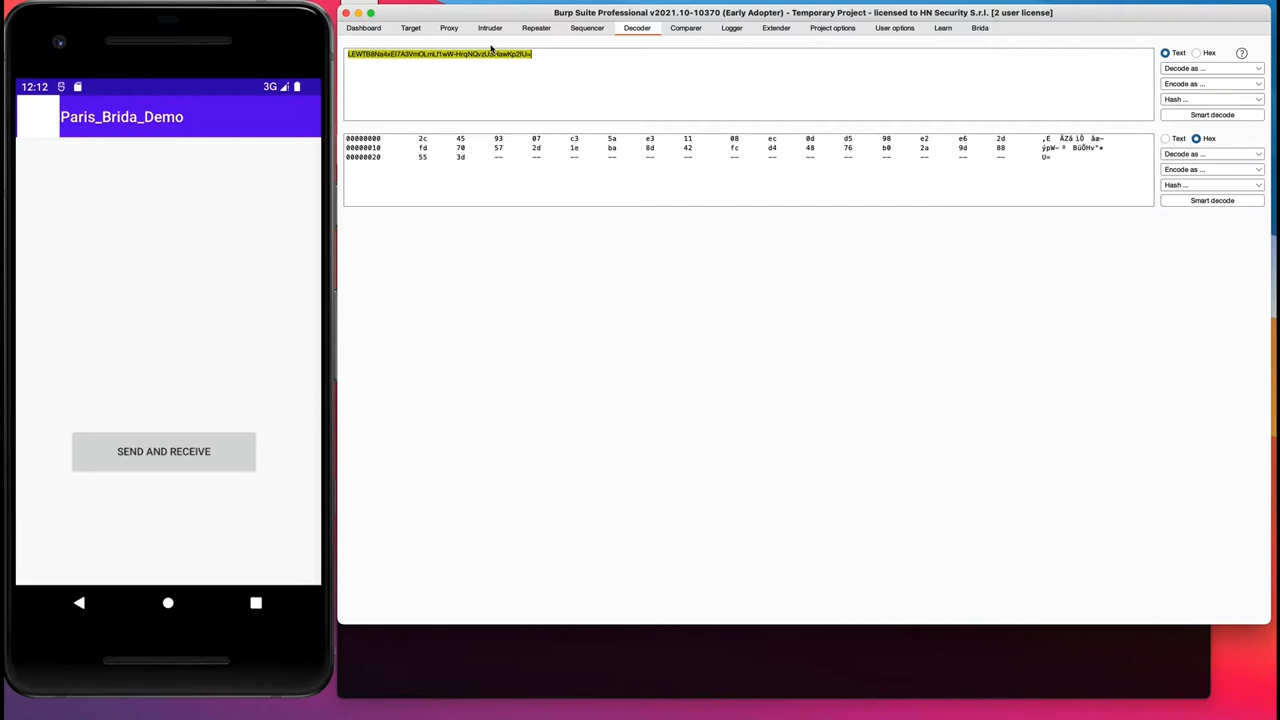 12:12
3G
Paris_Brida_Demo
SEND AND RECEIVE
Burp Suite Professional v2021.10-10370 (Early Adopter) - Temporary Project - licensed to HN Security S.r.l. [2 user license]
Dashboard Target Proxy Intruder Repeater Sequencer Decoder Comparer Logger Extender Project options User options Learn Brida
Text Hex ?
Decode as ...
Encode as ...
Hash ...
Smart decode
00000000 2c 45 93 07 c3 5a e3 11 08 ec 0d d5 98 e2 e6 2d
00000010 fd 70 57 2d 1e ba 8d 42 fc d4 48 76 b0 2a 9d 88
00000020 55 3d -- -- -- -- -- -- -- -- -- -- -- -- -- -- U=
Text Hex
Decode as ...
Encode as ...
Hash ...
Smart decode